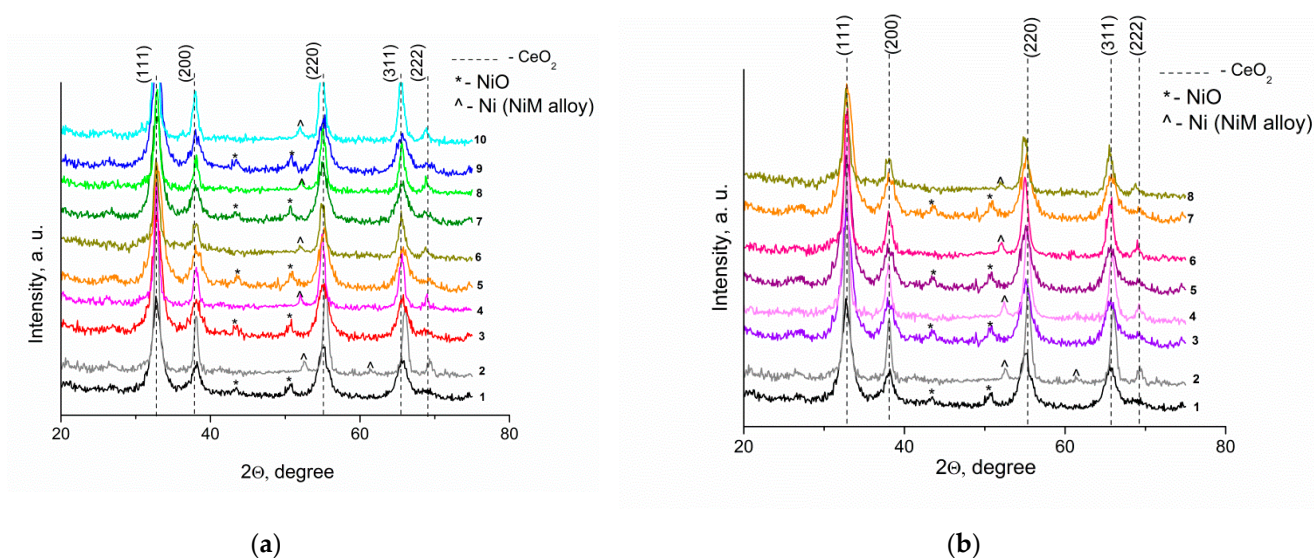 (111)
(200)
(220)
(311)
(222)
- CeO₂
*- NiO
^ - Ni (NiM alloy)
^
10
* * 9
^ 8
* * 7
^ 6
* * 5
^ 4
* * 3
^ ^ 2
* * 1
Intensity, a. u.
20 40 60 80
2Θ, degree
(a)
(111)
(200)
(220)
(311)
(222)
- CeO₂
*- NiO
^ - Ni (NiM alloy)
^ 8
* * 7
^ 6
* * 5
^ 4
* * 3
^ ^ 2
* * 1
Intensity, a. u.
20 40 60 80
2Θ, degree
(b)